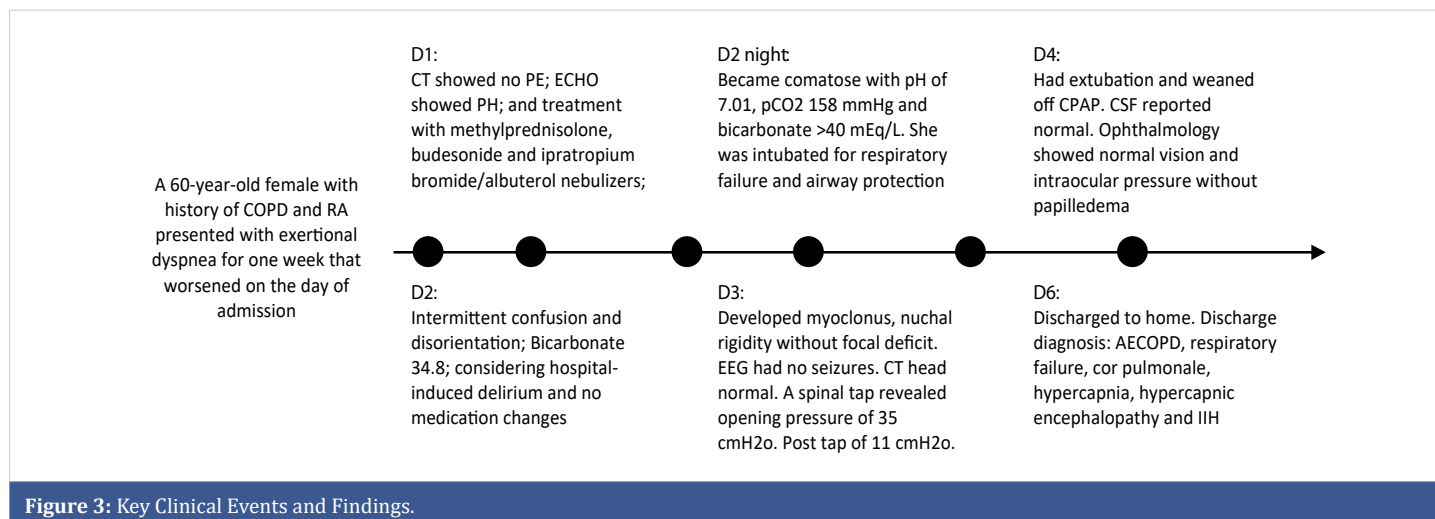 A 60-year-old female with
history of COPD and RA
presented with exertional
dyspnea for one week that
worsened on the day of
admission
D1:
CT showed no PE; ECHO
showed PH; and treatment
with methylprednisolone,
budesonide and ipratropium
bromide/albuterol nebulizers;
D2:
Intermittent confusion and
disorientation; Bicarbonate
34.8; considering hospital-
induced delirium and no
medication changes
D2 night:
Became comatose with pH of
7.01, pCO2 158 mmHg and
bicarbonate >40 mEq/L. She
was intubated for respiratory
failure and airway protection
D3:
Developed myoclonus, nuchal
rigidity without focal deficit.
EEG had no seizures. CT head
normal. A spinal tap revealed
opening pressure of 35
cmH2o. Post tap of 11 cmH2o.
D4:
Had extubation and weaned
off CPAP. CSF reported
normal. Ophthalmology
showed normal vision and
intraocular pressure without
papilledema
D6:
Discharged to home. Discharge
diagnosis: AECOPD, respiratory
failure, cor pulmonale,
hypercapnia, hypercapnic
encephalopathy and IIH
Figure 3: Key Clinical Events and Findings.